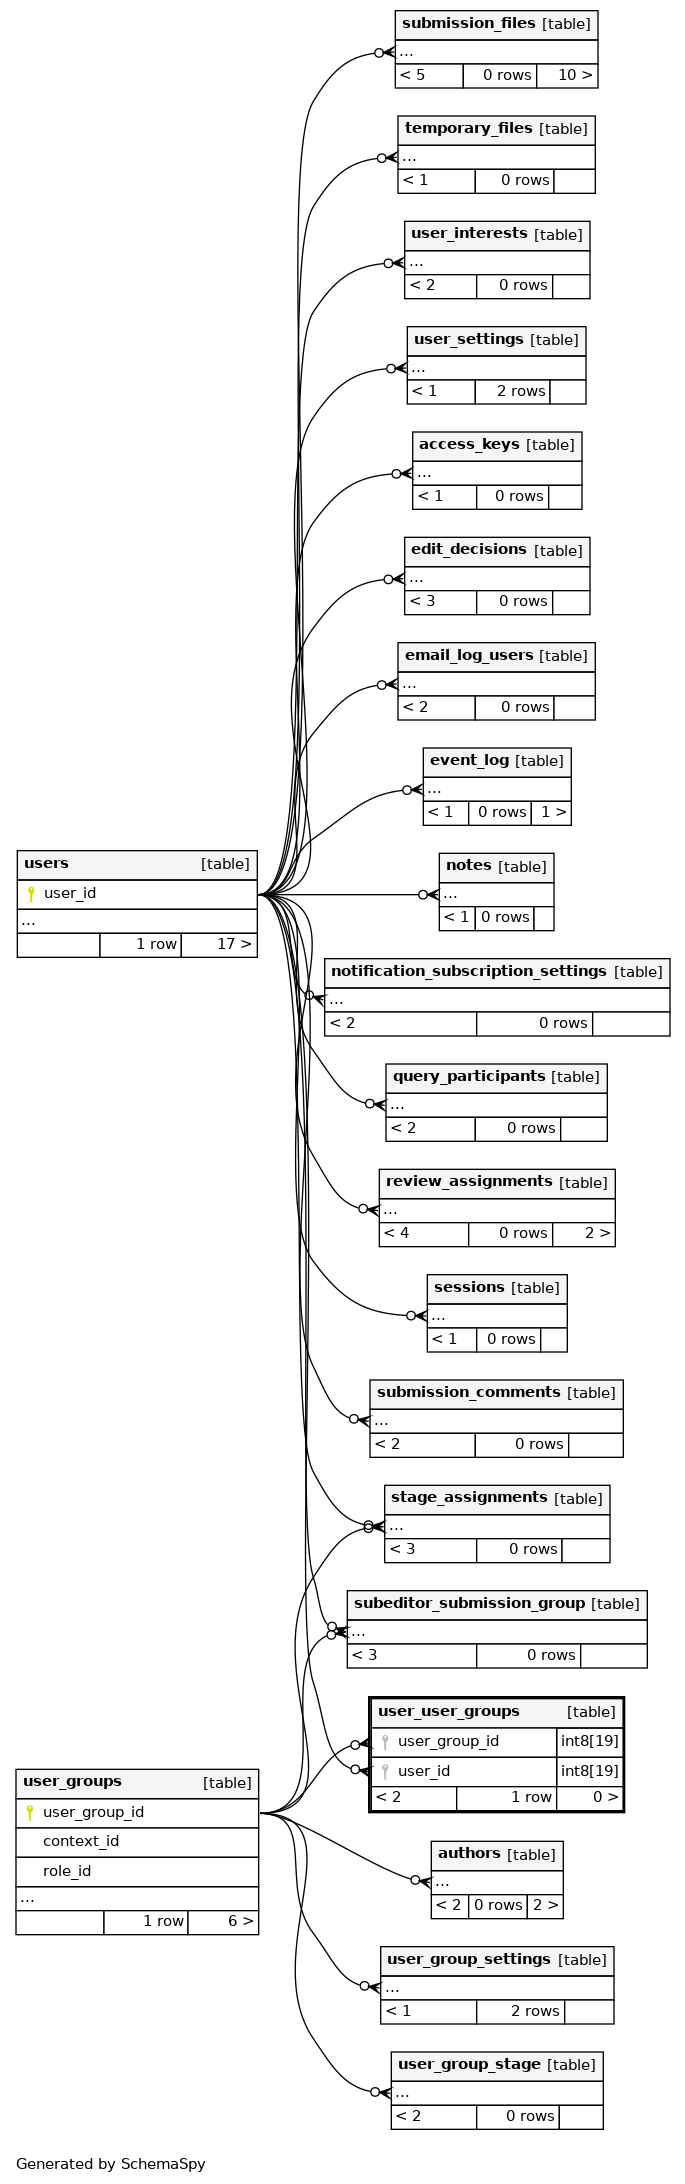 submission_files [table]
...
< 5 0 rows 10 >
temporary_files [table]
...
< 1 0 rows
user_interests [table]
...
< 2 0 rows
user_settings [table]
...
< 1 2 rows
access_keys [table]
...
< 1 0 rows
edit_decisions [table]
...
< 3 0 rows
email_log_users [table]
...
< 2 0 rows
event_log [table]
...
< 1 0 rows 1 >
users [table]
user_id
...
1 row 17 >
notes [table]
...
< 1 0 rows
notification_subscription_settings [table]
...
< 2 0 rows
query_participants [table]
...
< 2 0 rows
review_assignments [table]
...
< 4 0 rows 2 >
sessions [table]
...
< 1 0 rows
submission_comments [table]
...
< 2 0 rows
stage_assignments [table]
...
< 3 0 rows
subeditor_submission_group [table]
...
< 3 0 rows
user_user_groups [table]
user_group_id int8[19]
user_id int8[19]
< 2 1 row 0 >
user_groups [table]
user_group_id
context_id
role_id
...
1 row 6 >
authors [table]
...
< 2 0 rows 2 >
user_group_settings [table]
...
< 1 2 rows
user_group_stage [table]
...
< 2 0 rows
Generated by SchemaSpy